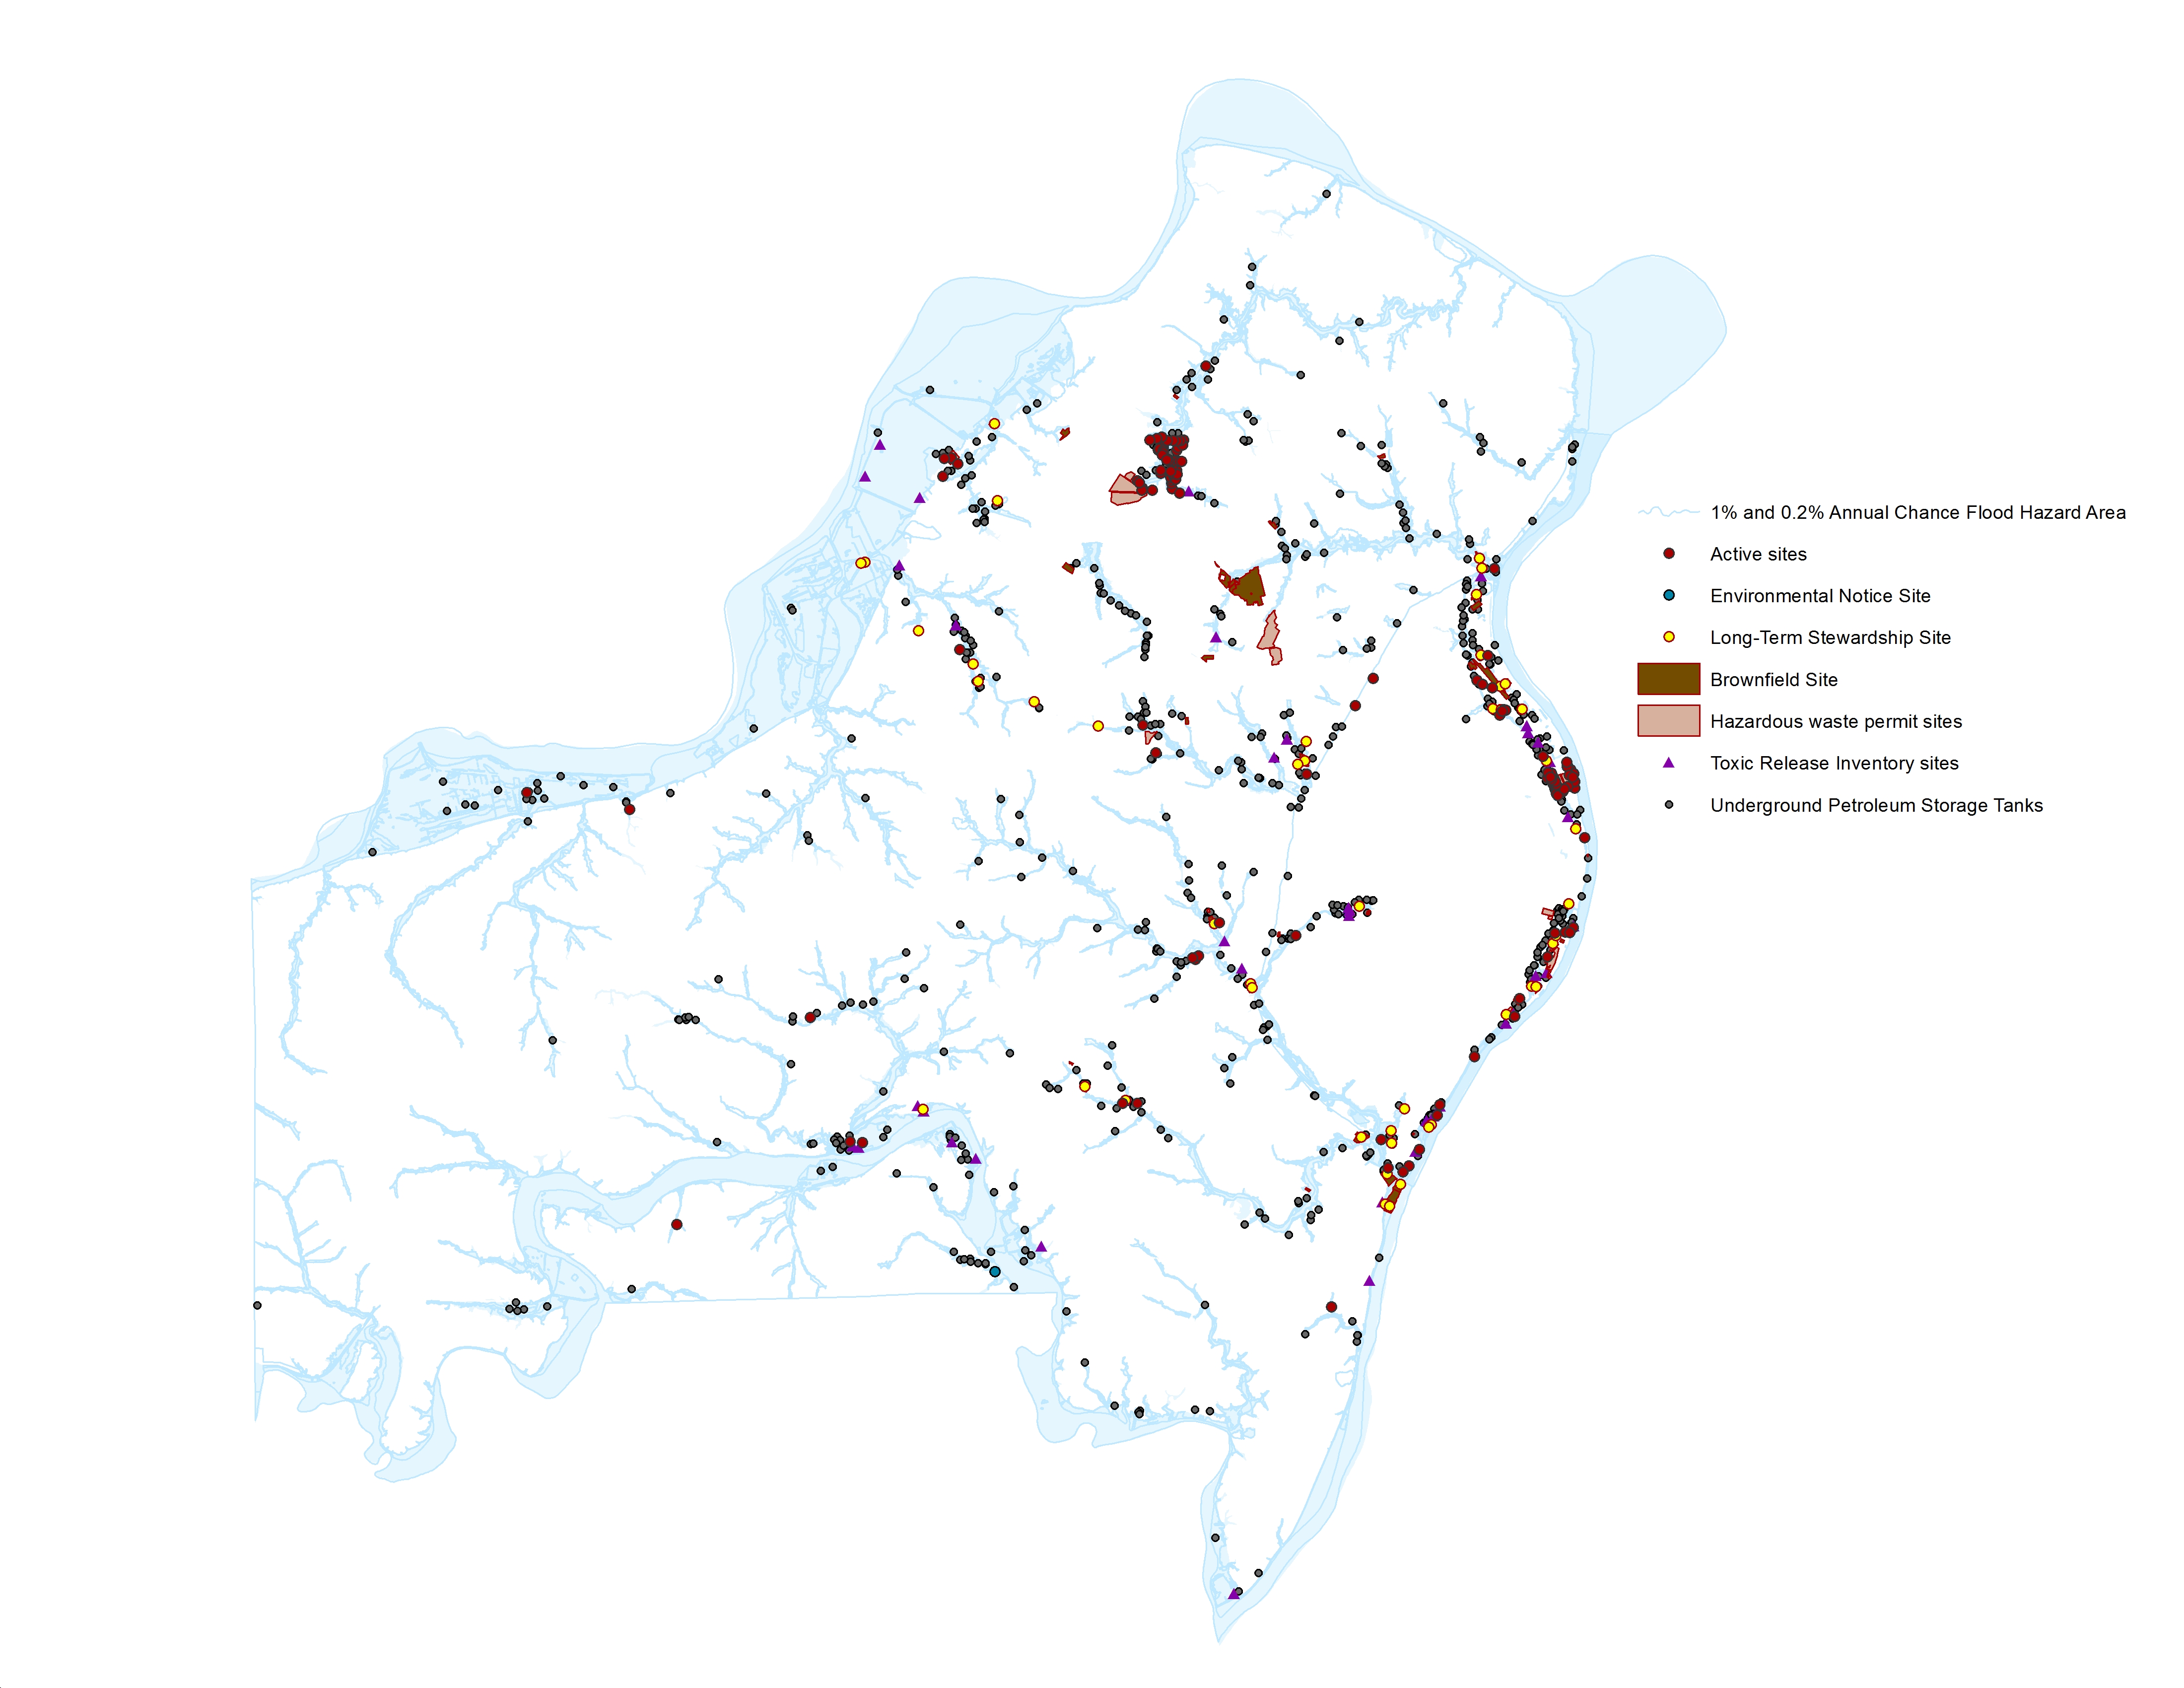 1% and 0.2% Annual Chance Flood Hazard Area
Active sites
Environmental Notice Site
Long-Term Stewardship Site
Brownfield Site
Hazardous waste permit sites
Toxic Release Inventory sites
Underground Petroleum Storage Tanks